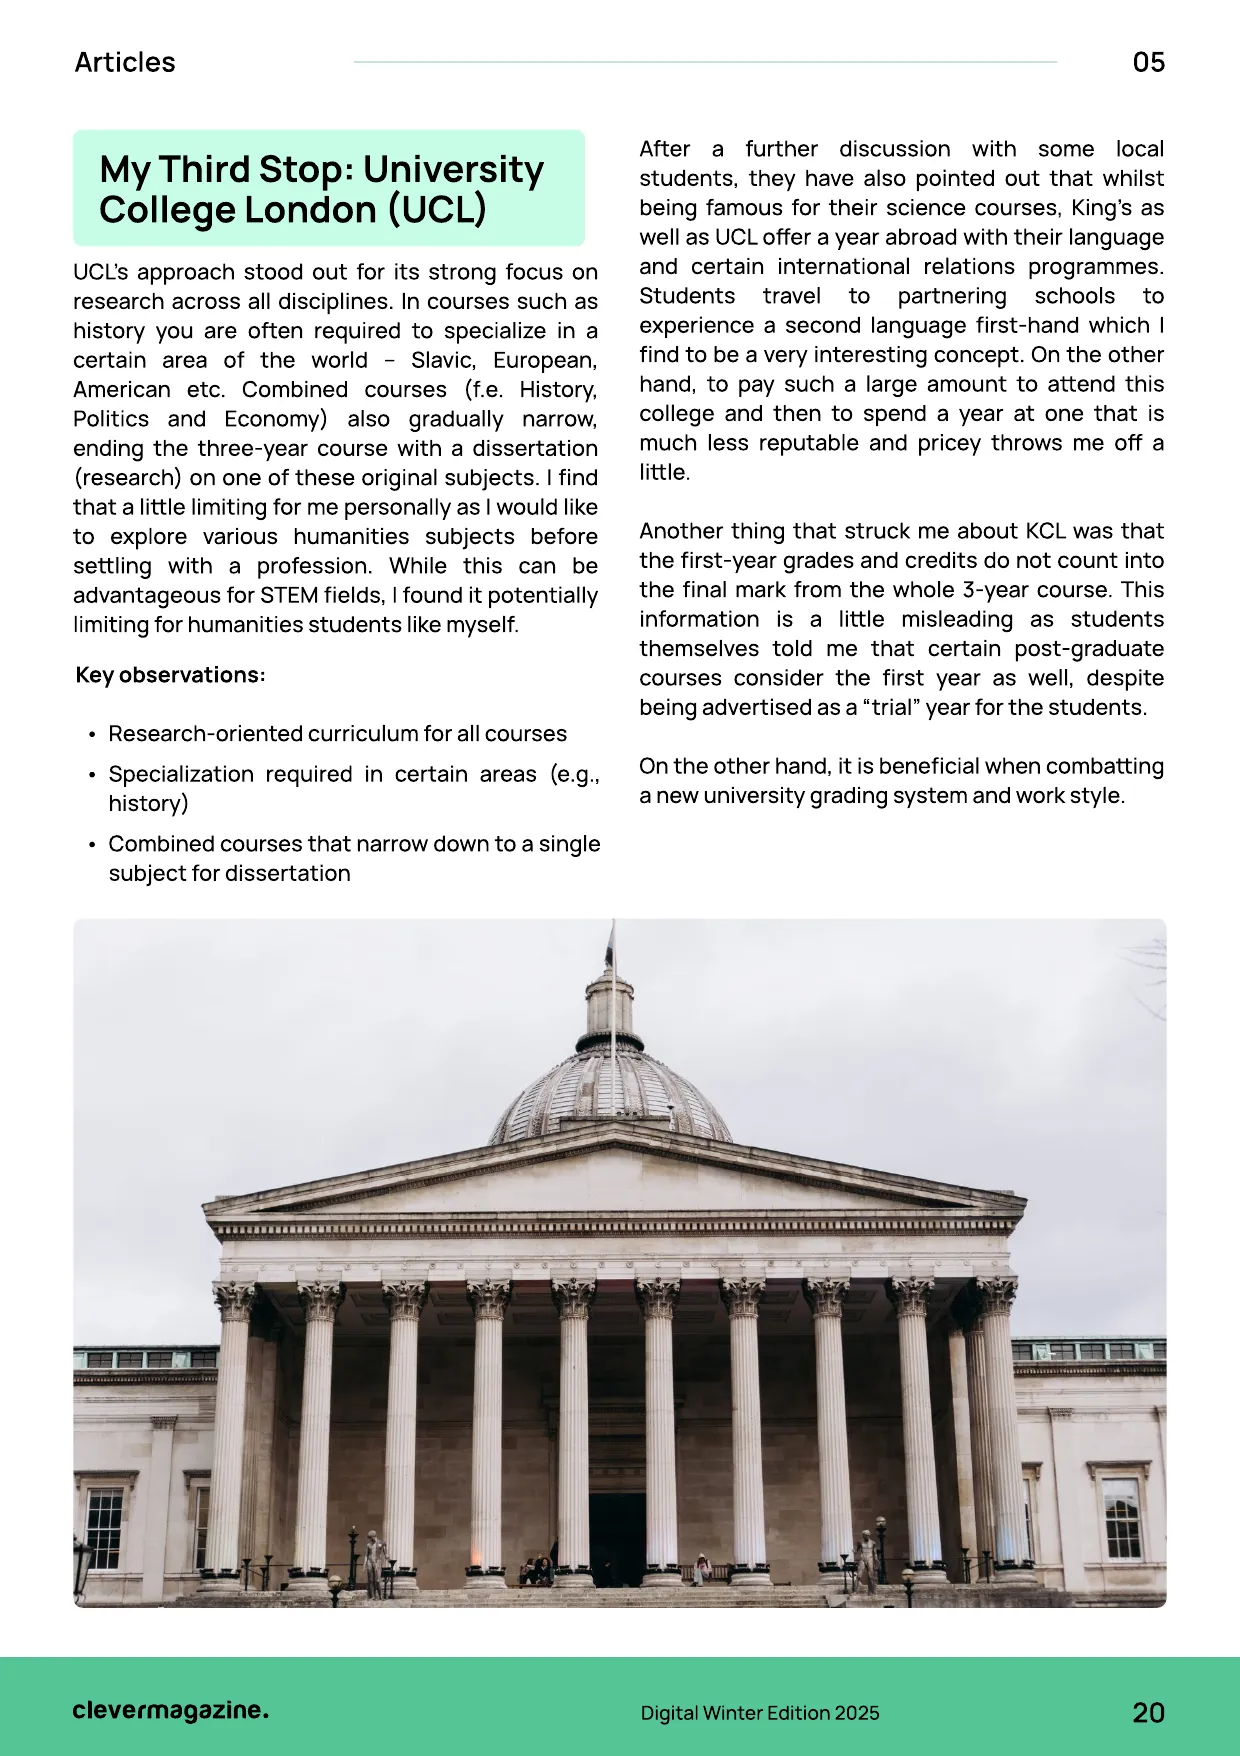 Articles
05
My Third Stop: University
College London (UCL)
UCL's approach stood out for its strong focus on
research across all disciplines. In courses such as
history you are often required to specialize in a
certain area of the world – Slavic, European,
American etc. Combined courses (f.e. History,
Politics and Economy) also gradually narrow,
ending the three-year course with a dissertation
(research) on one of these original subjects. I find
that a little limiting for me personally as I would like
to explore various humanities subjects before
settling with a profession. While this can be
advantageous for STEM fields, I found it potentially
limiting for humanities students like myself.
Key observations:
• Research-oriented curriculum for all courses
• Specialization required in certain areas (e.g.,
history)
• Combined courses that narrow down to a single
subject for dissertation
After a further discussion with some local
students, they have also pointed out that whilst
being famous for their science courses, King's as
well as UCL offer a year abroad with their language
and certain international relations programmes.
Students travel to partnering schools to
experience a second language first-hand which I
find to be a very interesting concept. On the other
hand, to pay such a large amount to attend this
college and then to spend a year at one that is
much less reputable and pricey throws me off a
little.
Another thing that struck me about KCL was that
the first-year grades and credits do not count into
the final mark from the whole 3-year course. This
information is a little misleading as students
themselves told me that certain post-graduate
courses consider the first year as well, despite
being advertised as a “trial” year for the students.
On the other hand, it is beneficial when combatting
a new university grading system and work style.
clevermagazine.
Digital Winter Edition 2025
20